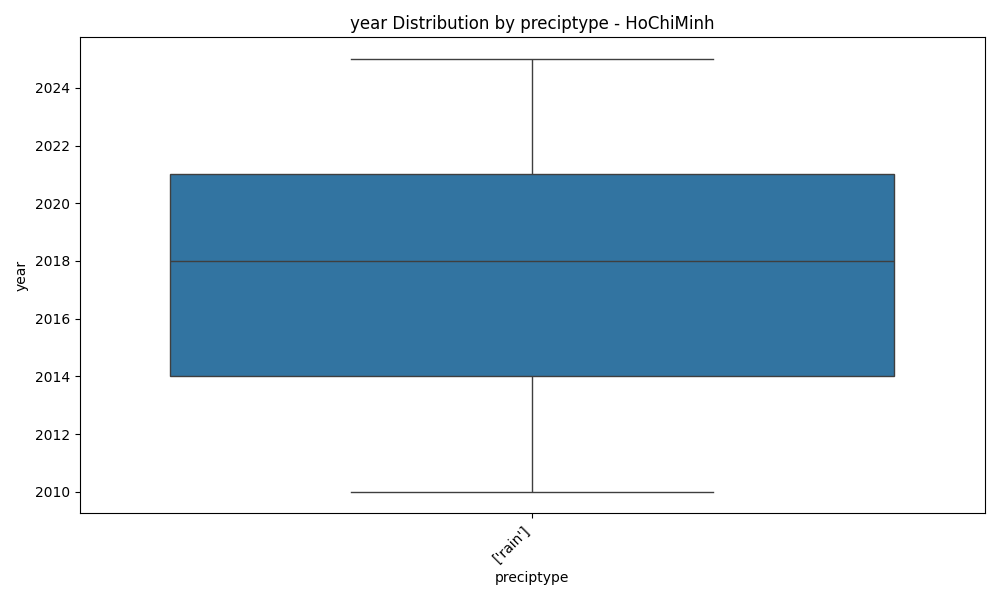 year Distribution by preciptype - HoChiMinh
year
2024
2022
2020
2018
2016
2014
2012
2010
['rain']
preciptype